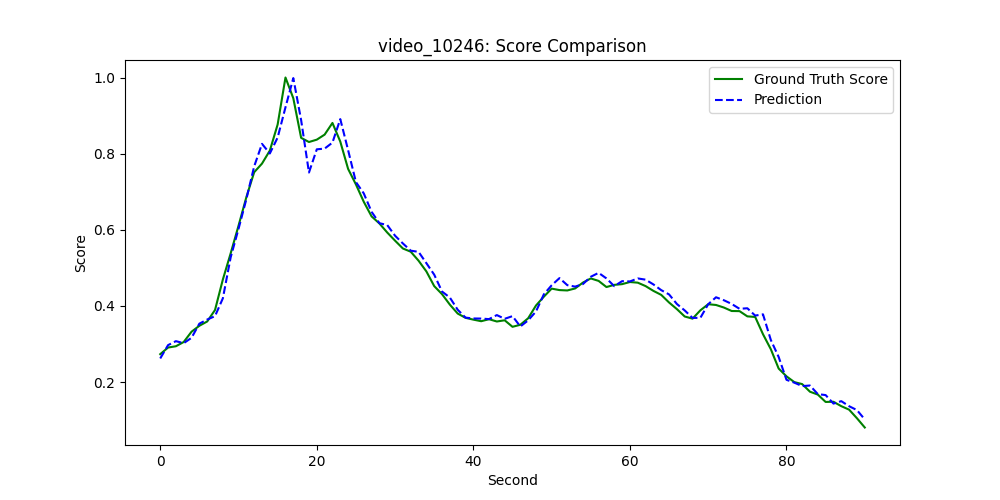 video_10246: Score Comparison
Ground Truth Score
Prediction
1.0
0.8
0.6
0.4
0.2
Score
0 20 40 60 80
Second